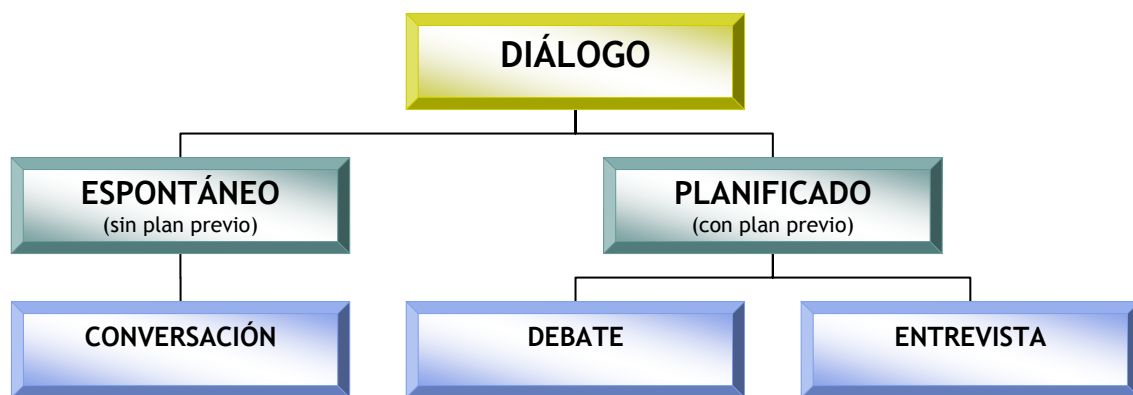 DIÁLOGO
ESPONTÁNEO
(sin plan previo)
PLANIFICADO
(con plan previo)
CONVERSACIÓN
DEBATE
ENTREVISTA